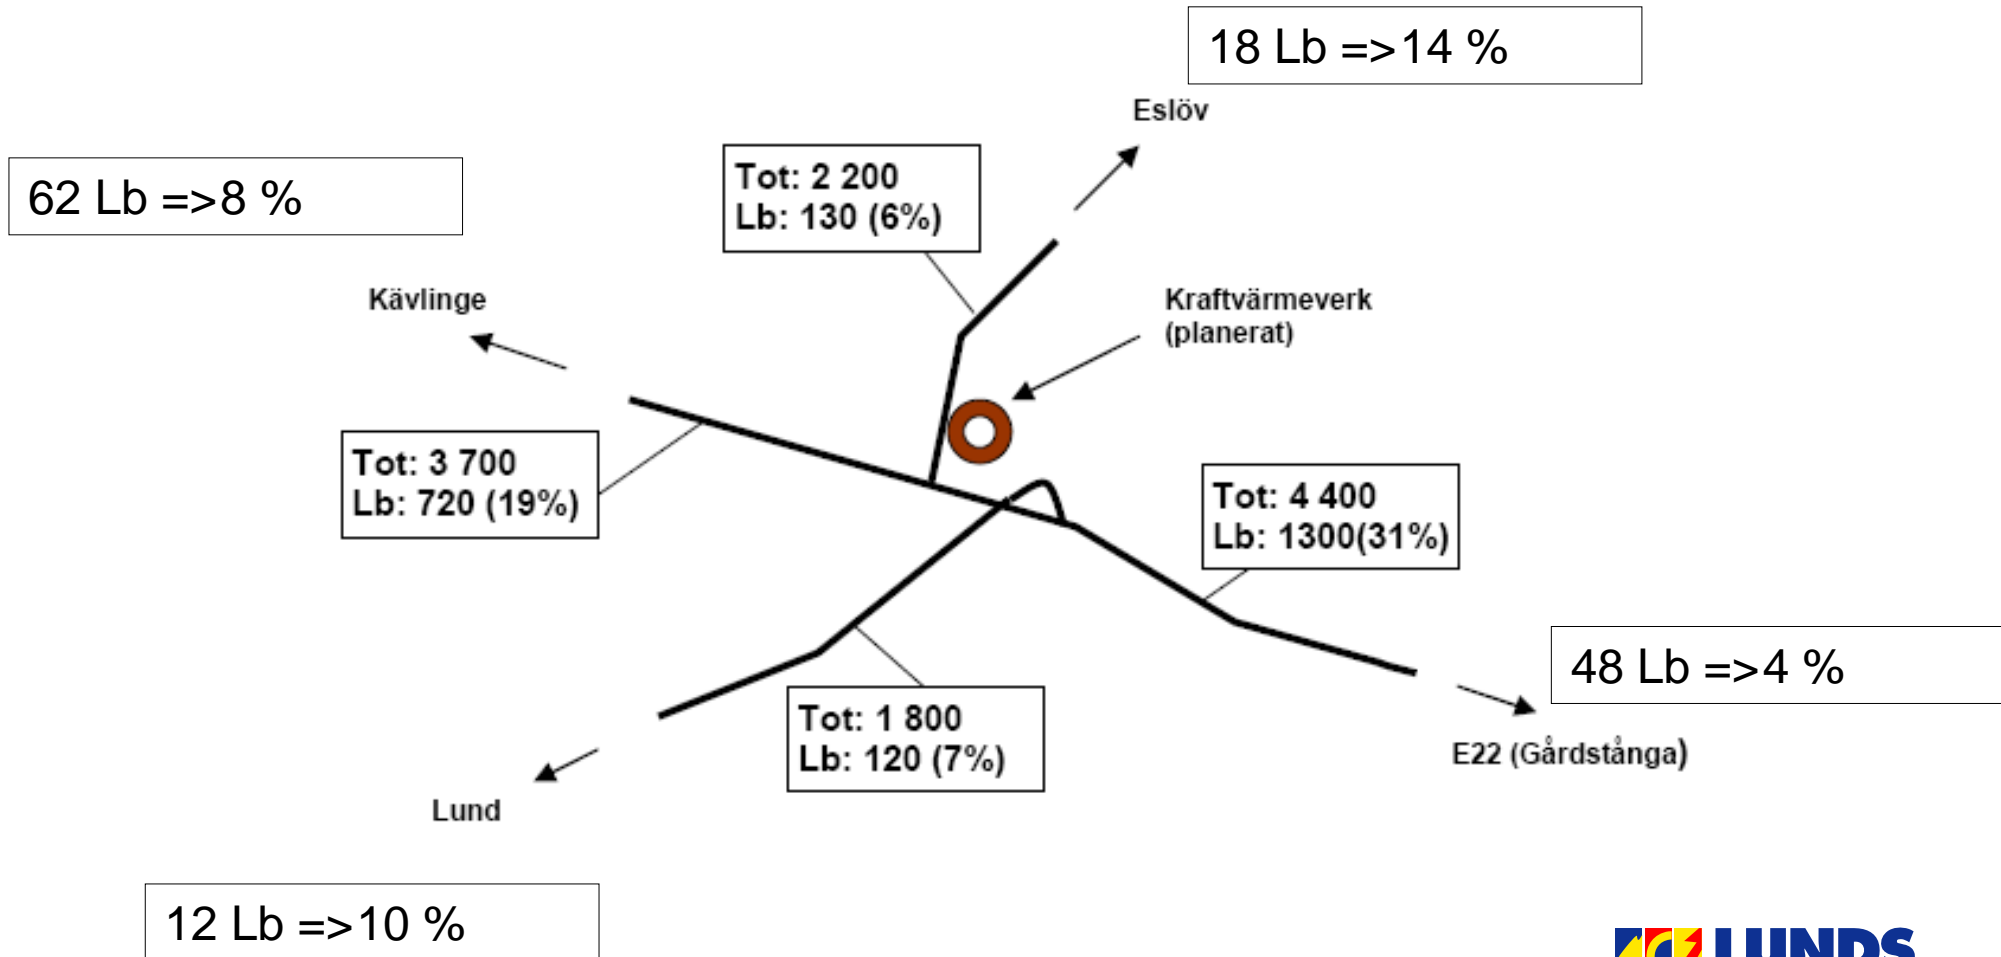 18 Lb =>14 %
Eslöv
Tot: 2 200
Lb: 130 (6%)
62 Lb =>8 %
Kävlinge
Kraftvärmeverk
(planerat)
Tot: 3 700
Lb: 720 (19%)
Tot: 4 400
Lb: 1300(31%)
48 Lb =>4 %
Tot: 1 800
Lb: 120 (7%)
E22 (Gårdstånga)
Lund
12 Lb =>10 %
LUNDS